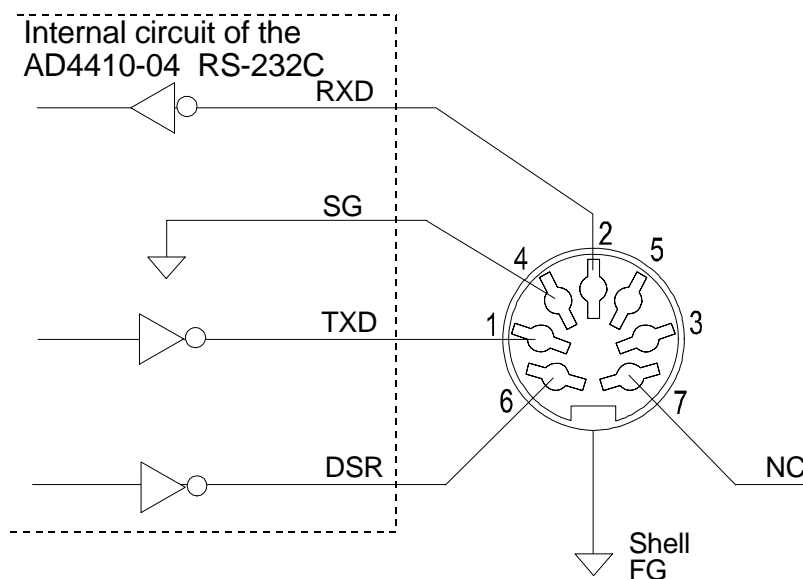 Internal circuit of the
AD4410-04 RS-232C
RXD
SG
2
4
5
TXD
1
3
6
7
DSR
NC
Shell
FG